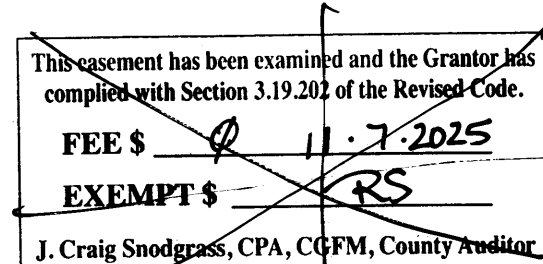 This easement has been examined and the Grantor has
complied with Section 3.19.202 of the Revised Code.
FEE $ φ 11.7.2025
EXEMPT $ RS
J. Craig Snodgrass, CPA, CGFM, County Auditor